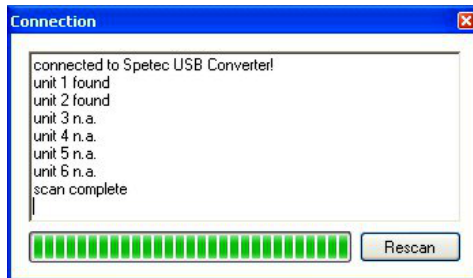 Connection
connected to Spetec USB Converter!
unit 1 found
unit 2 found
unit 3 n.a.
unit 4 n.a.
unit 5 n.a.
unit 6 n.a.
scan complete
Rescan